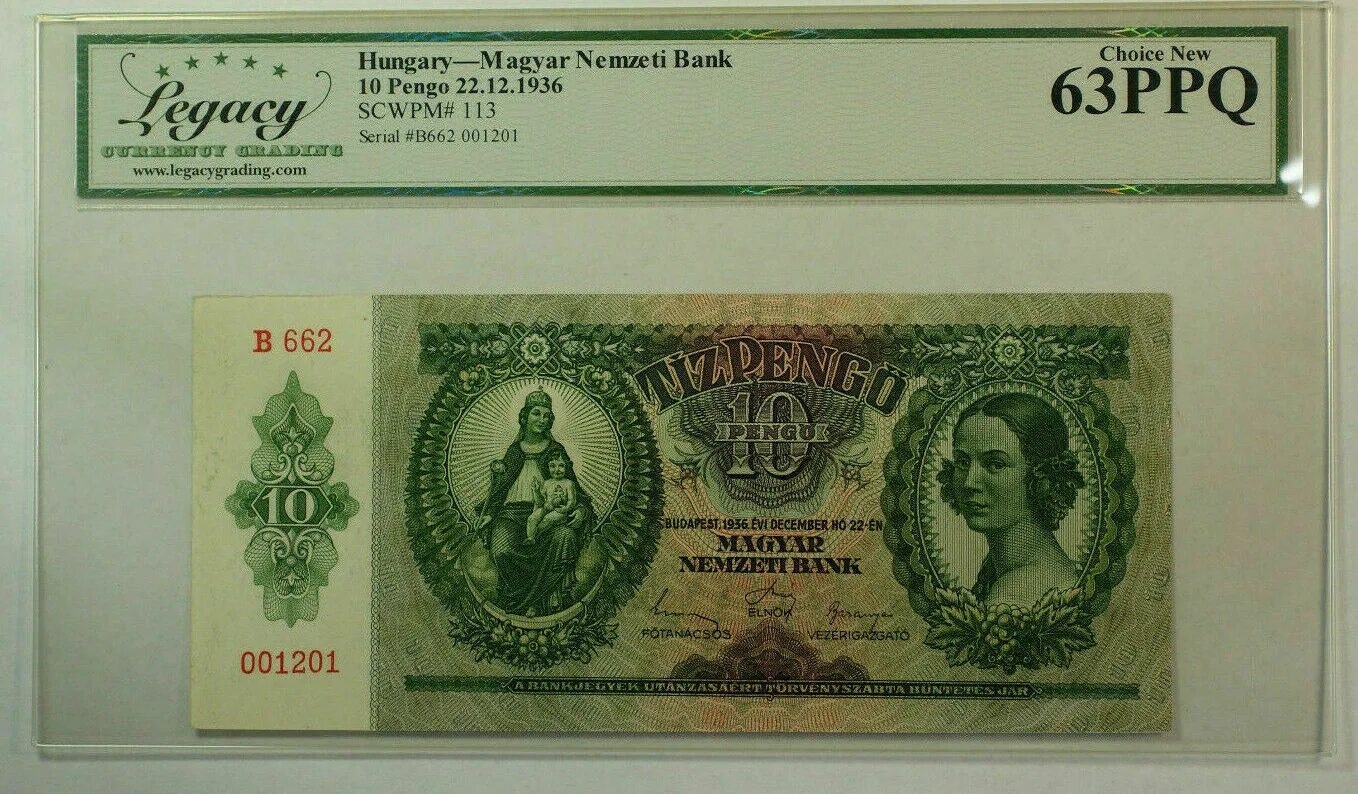 Legacy
CURRENCY GRADING
www.legacygrading.com
Hungary—Magyar Nemzeti Bank
10 Pengo 22.12.1936
SCWPM# 113
Serial #B662 001201
Choice New
63PPQ
B 662
10
001201
TÍZPENGŐ
10
PENGŐ
BUDAPEST, 1936. ÉVI DECEMBER HÓ 22-ÉN
MAGYAR
NEMZETI BANK
FŐTANÁCSOS
ELNÖK
VEZÉRIGAZGATÓ
A BANKJEGYEK UTÁNZÁSÁÉRT TÖRVÉNYSZABTA BÜNTETÉS JÁR